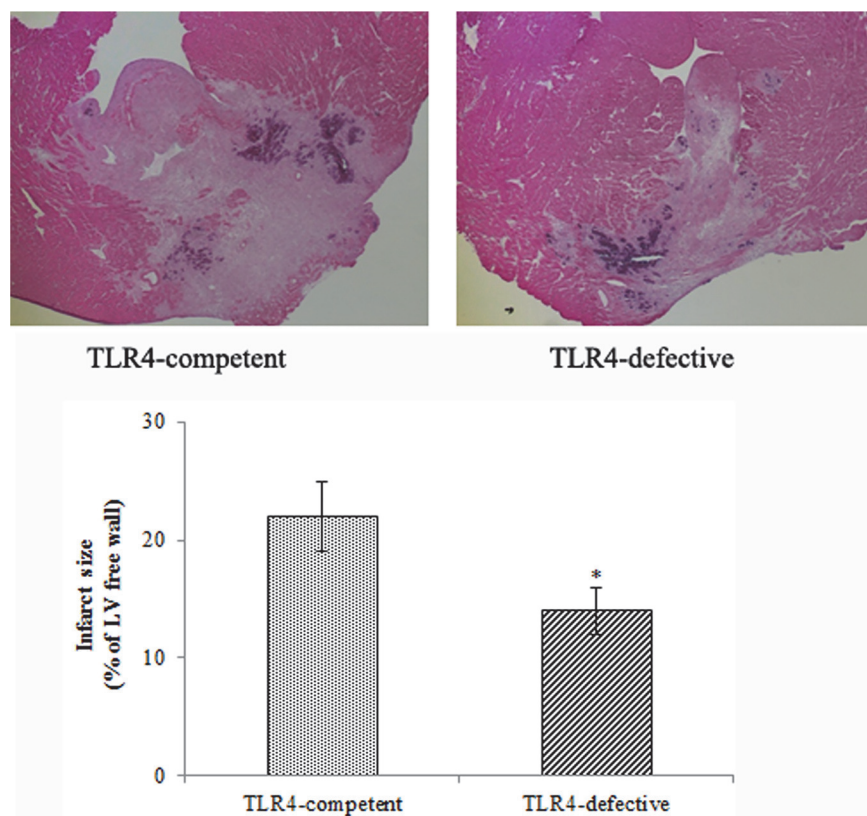 TLR4-competent
TLR4-defective
30
20
10
0
Infarct size
(% of LV free wall)
*
TLR4-competent
TLR4-defective